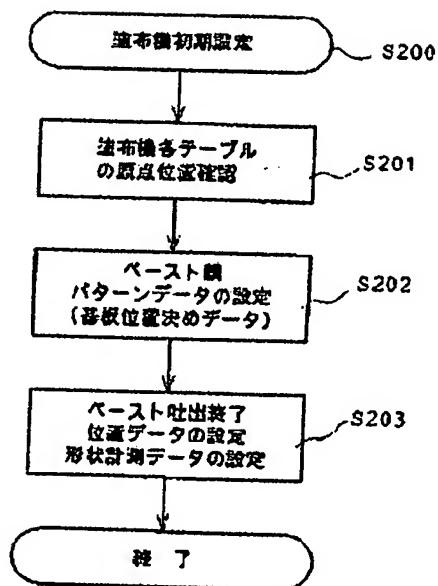 塗布機初期設定
S200
塗布機各テーブル
の原点位置確認
S201
ペースト膜
パターンデータの設定
(基板位置決めデータ)
S202
ペースト吐出終了
位置データの設定
形状計測データの設定
S203
終了